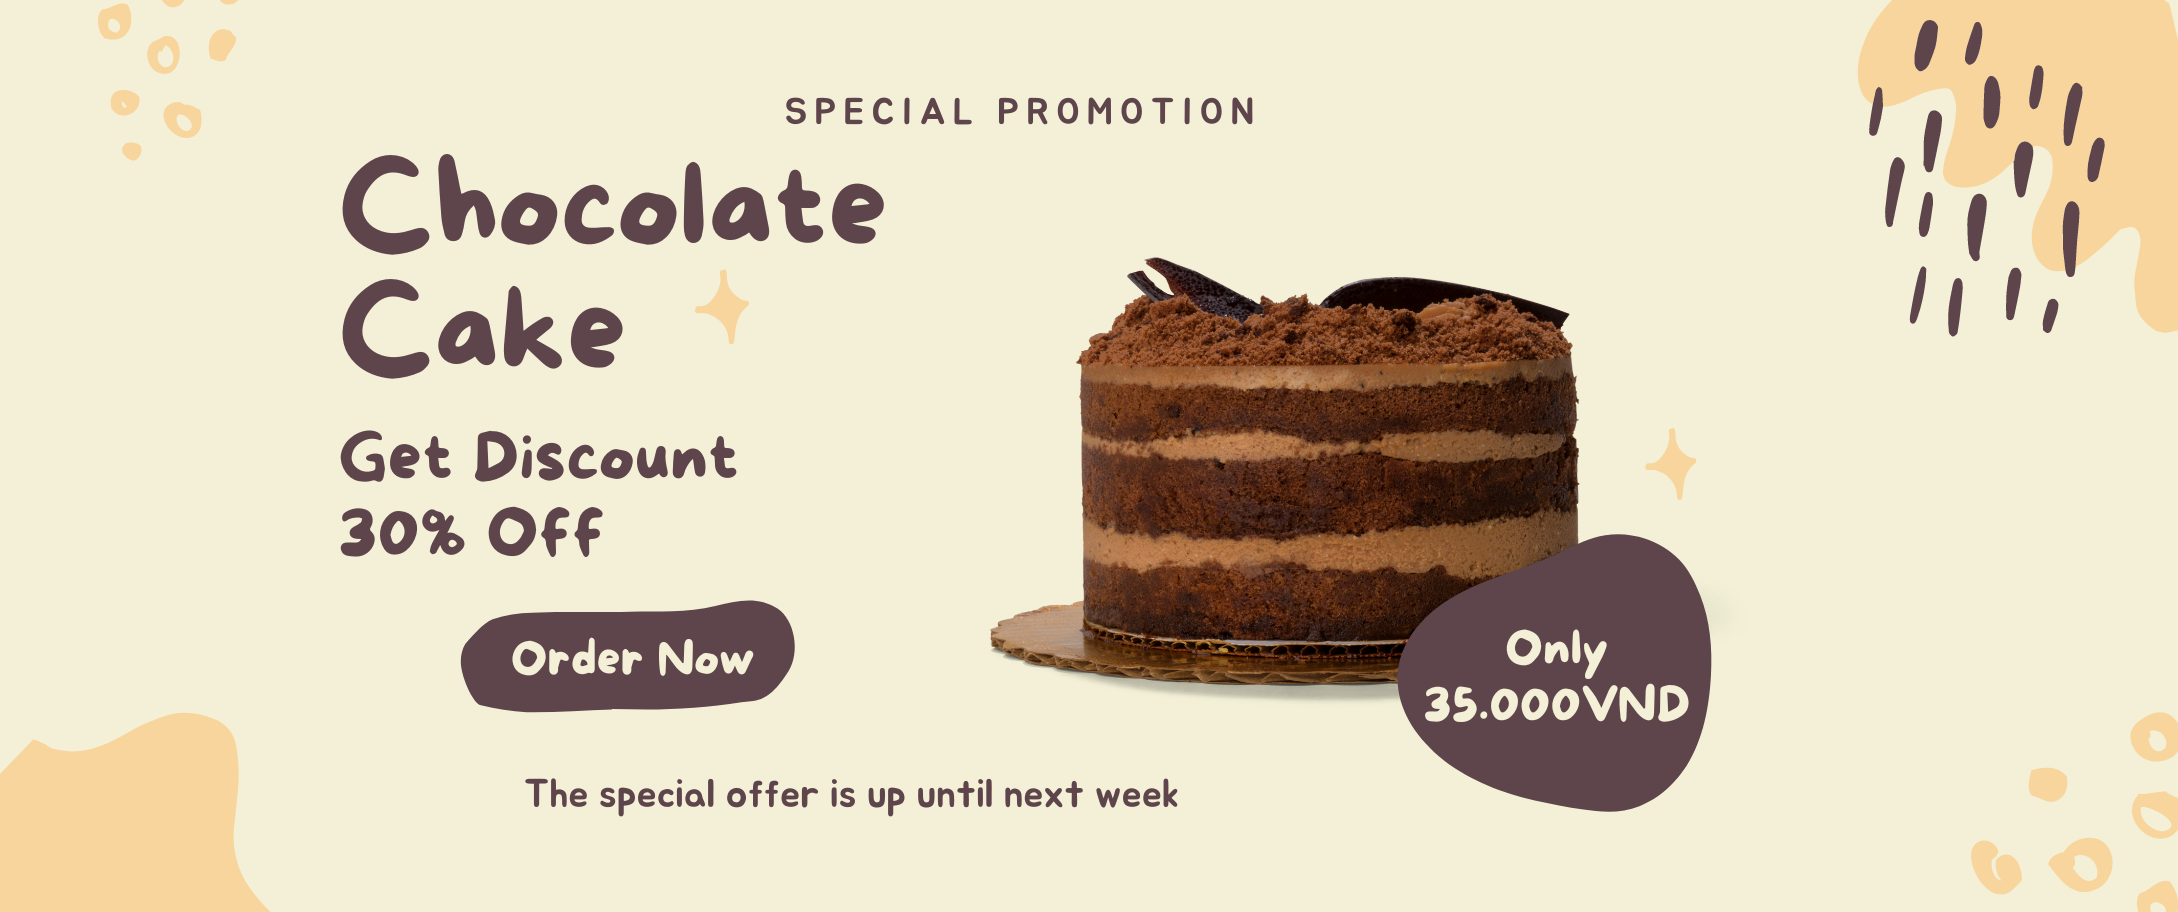 SPECIAL PROMOTION
Chocolate
Cake
Get Discount
30% Off
Order Now
Only
35.000VND
The special offer is up until next week